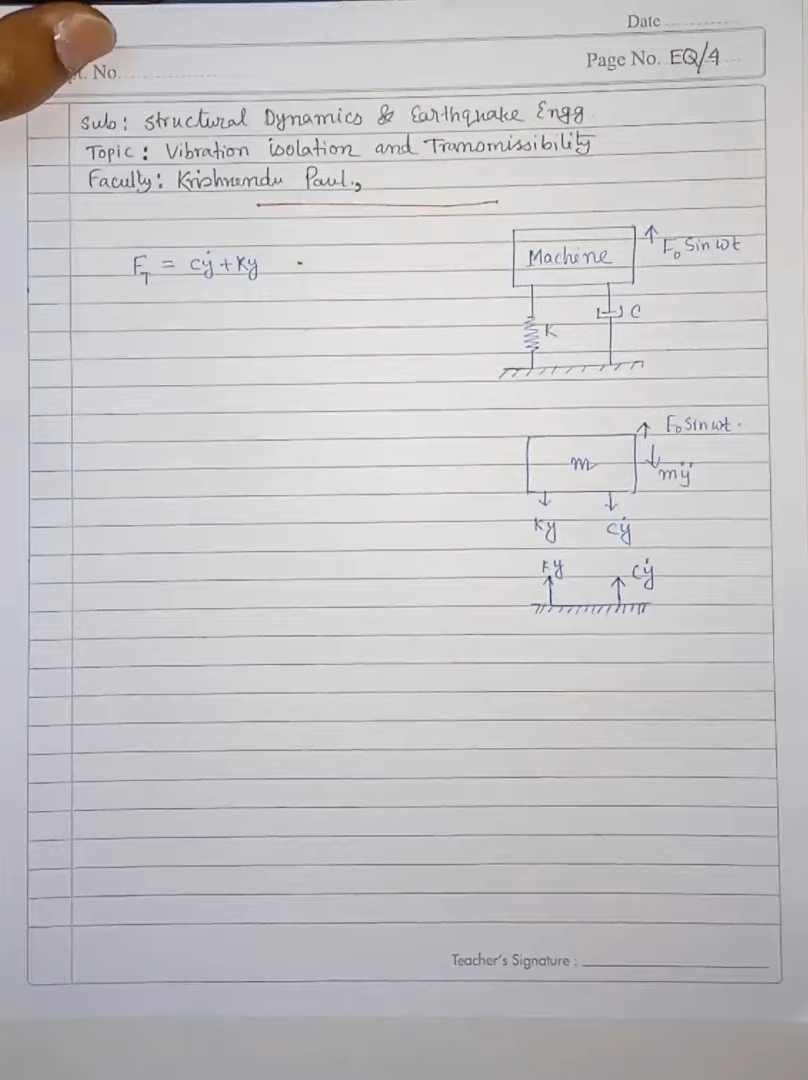 Date
t. No.
Page No. EQ/4
Sub: Structural Dynamics & Earthquake Engg.
Topic: Vibration isolation and Transmissibility
Faculty: Krishnendu Paul.,
F_T = cẏ + Ky
Machine
F₀ Sin ωt
K
C
F₀ Sin ωt.
m
mÿ
Ky
Cẏ
Ky
Cẏ
Teacher's Signature :